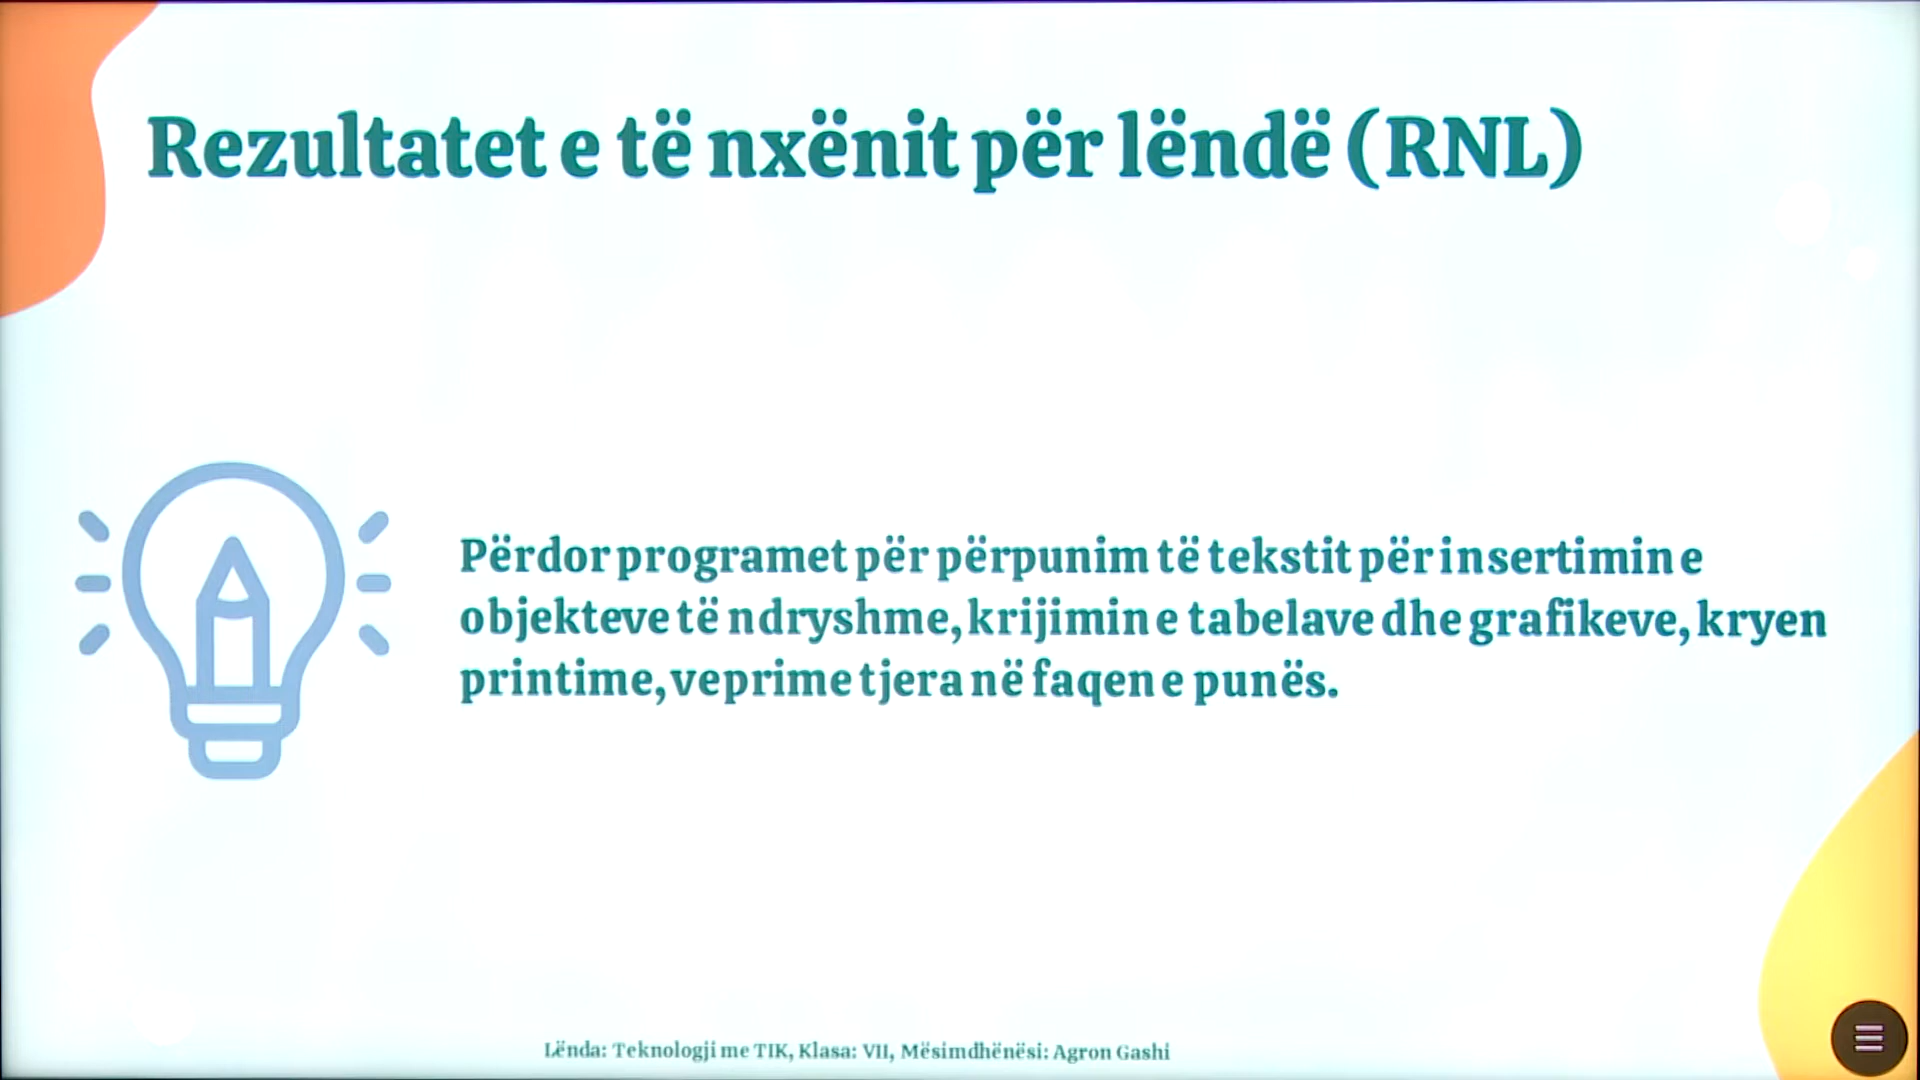 Rezultatet e të nxënit për lëndë (RNL)
Përdor programet për përpunim të tekstit për insertimin e
objekteve të ndryshme, krijimin e tabelave dhe grafikeve, kryen
printime, veprime tjera në faqen e punës.
Lënda: Teknologji me TIK, Klasa: VII, Mësimdhënësi: Agron Gashi